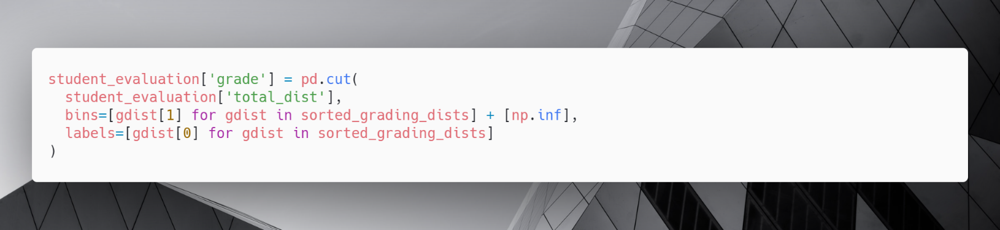 student_evaluation['grade'] = pd.cut(
  student_evaluation['total_dist'],
  bins=[gdist[1] for gdist in sorted_grading_dists] + [np.inf],
  labels=[gdist[0] for gdist in sorted_grading_dists]
)